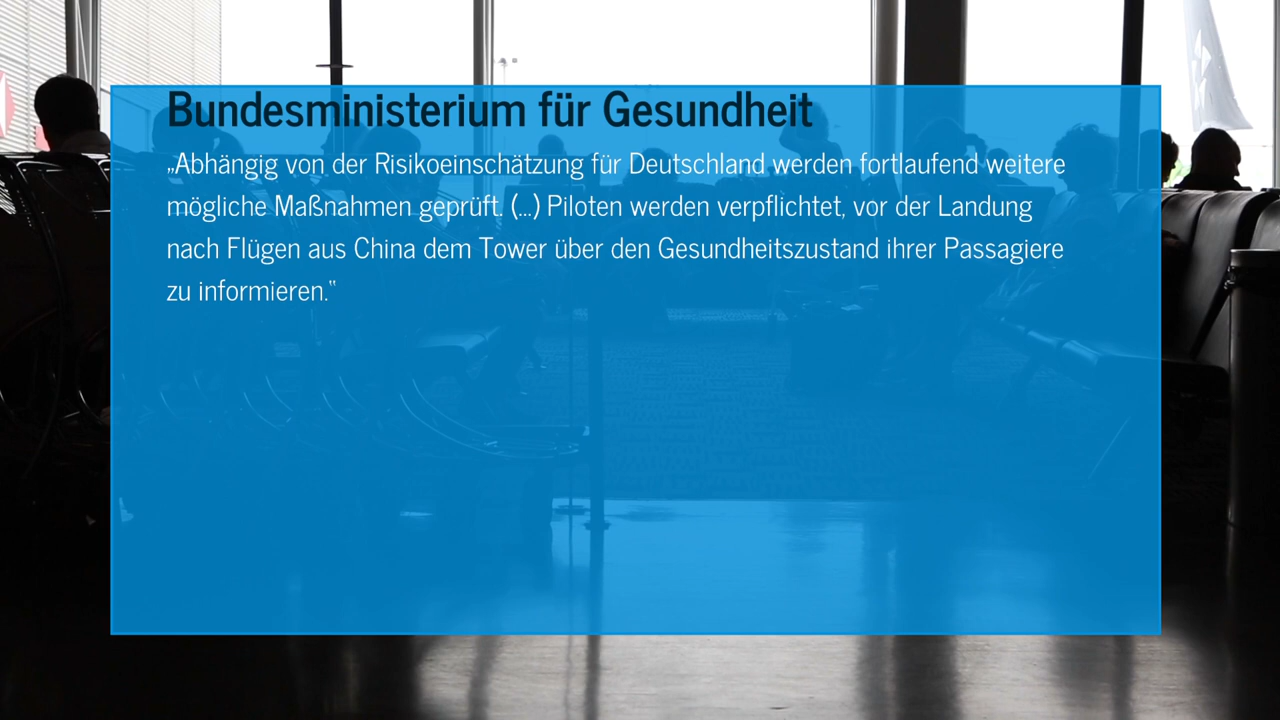 Bundesministerium für Gesundheit
„Abhängig von der Risikoeinschätzung für Deutschland werden fortlaufend weitere
mögliche Maßnahmen geprüft. (...) Piloten werden verpflichtet, vor der Landung
nach Flügen aus China dem Tower über den Gesundheitszustand ihrer Passagiere
zu informieren.“